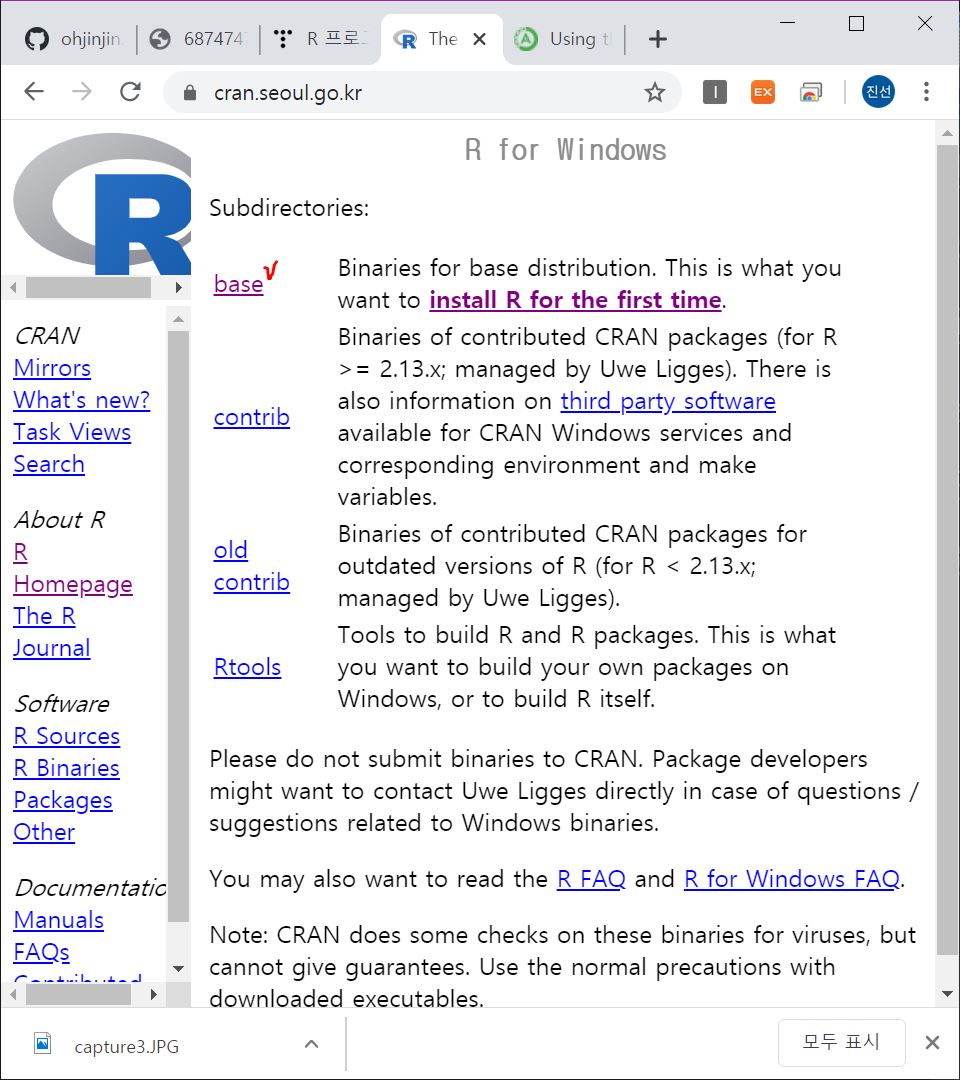 ohjinjin
687474
R 프로그
The
Using t
cran.seoul.go.kr
EX
진선
R
R for Windows
Subdirectories:
base
Binaries for base distribution. This is what you
want to install R for the first time.
contrib
Binaries of contributed CRAN packages (for R
>= 2.13.x; managed by Uwe Ligges). There is
also information on third party software
available for CRAN Windows services and
corresponding environment and make
variables.
old
contrib
Binaries of contributed CRAN packages for
outdated versions of R (for R < 2.13.x;
managed by Uwe Ligges).
Rtools
Tools to build R and R packages. This is what
you want to build your own packages on
Windows, or to build R itself.
Please do not submit binaries to CRAN. Package developers
might want to contact Uwe Ligges directly in case of questions /
suggestions related to Windows binaries.
You may also want to read the R FAQ and R for Windows FAQ.
Note: CRAN does some checks on these binaries for viruses, but
cannot give guarantees. Use the normal precautions with
downloaded executables.
CRAN
Mirrors
What's new?
Task Views
Search
About R
R
Homepage
The R
Journal
Software
R Sources
R Binaries
Packages
Other
Documentatio
Manuals
FAQs
Contributed
capture3.JPG
모두 표시